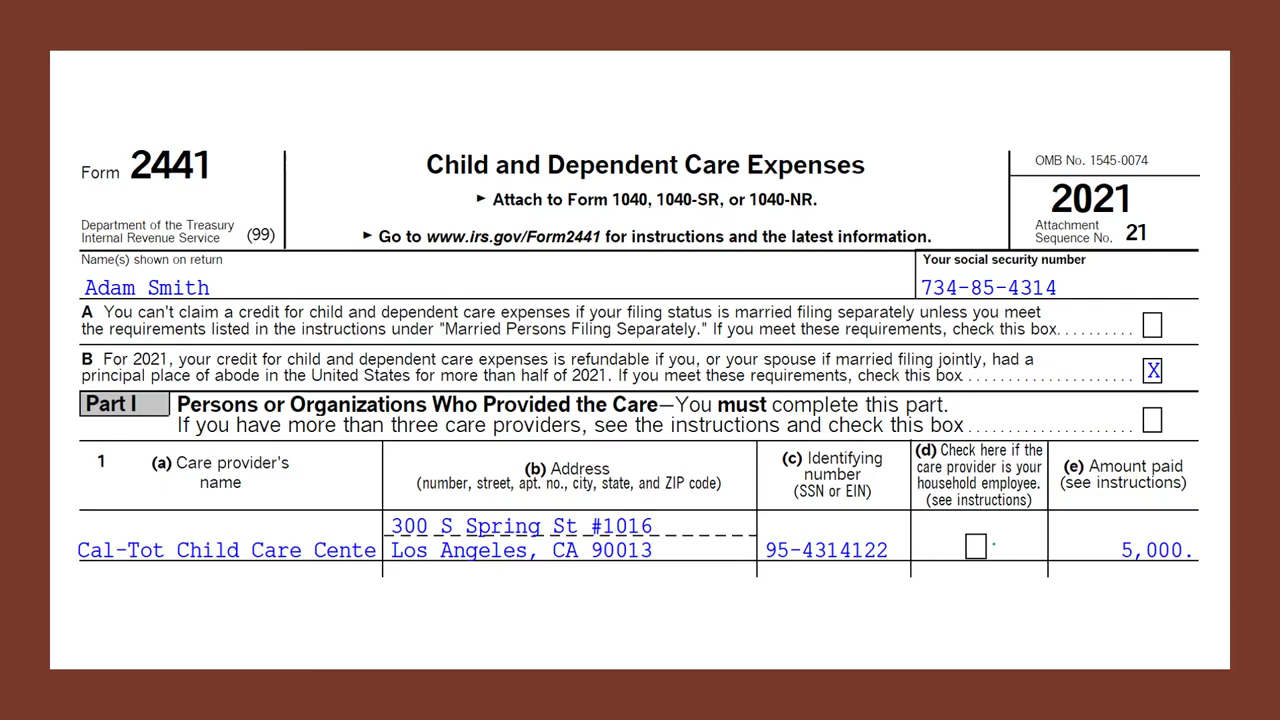 Form 2441
Department of the Treasury
Internal Revenue Service (99)
Child and Dependent Care Expenses
► Attach to Form 1040, 1040-SR, or 1040-NR.
► Go to www.irs.gov/Form2441 for instructions and the latest information.
OMB No. 1545-0074
2021
Attachment
Sequence No. 21
Name(s) shown on return
Adam Smith
Your social security number
734-85-4314
A You can't claim a credit for child and dependent care expenses if your filing status is married filing separately unless you meet
the requirements listed in the instructions under "Married Persons Filing Separately." If you meet these requirements, check this box..........
B For 2021, your credit for child and dependent care expenses is refundable if you, or your spouse if married filing jointly, had a
principal place of abode in the United States for more than half of 2021. If you meet these requirements, check this box...................... X
Part I Persons or Organizations Who Provided the Care—You must complete this part.
If you have more than three care providers, see the instructions and check this box.....................
1 (a) Care provider's
name
(b) Address
(number, street, apt. no., city, state, and ZIP code)
(c) Identifying
number
(SSN or EIN)
(d) Check here if the
care provider is your
household employee.
(see instructions)
(e) Amount paid
(see instructions)
300 S Spring St #1016
Cal-Tot Child Care Cente Los Angeles, CA 90013 95-4314122 5,000.